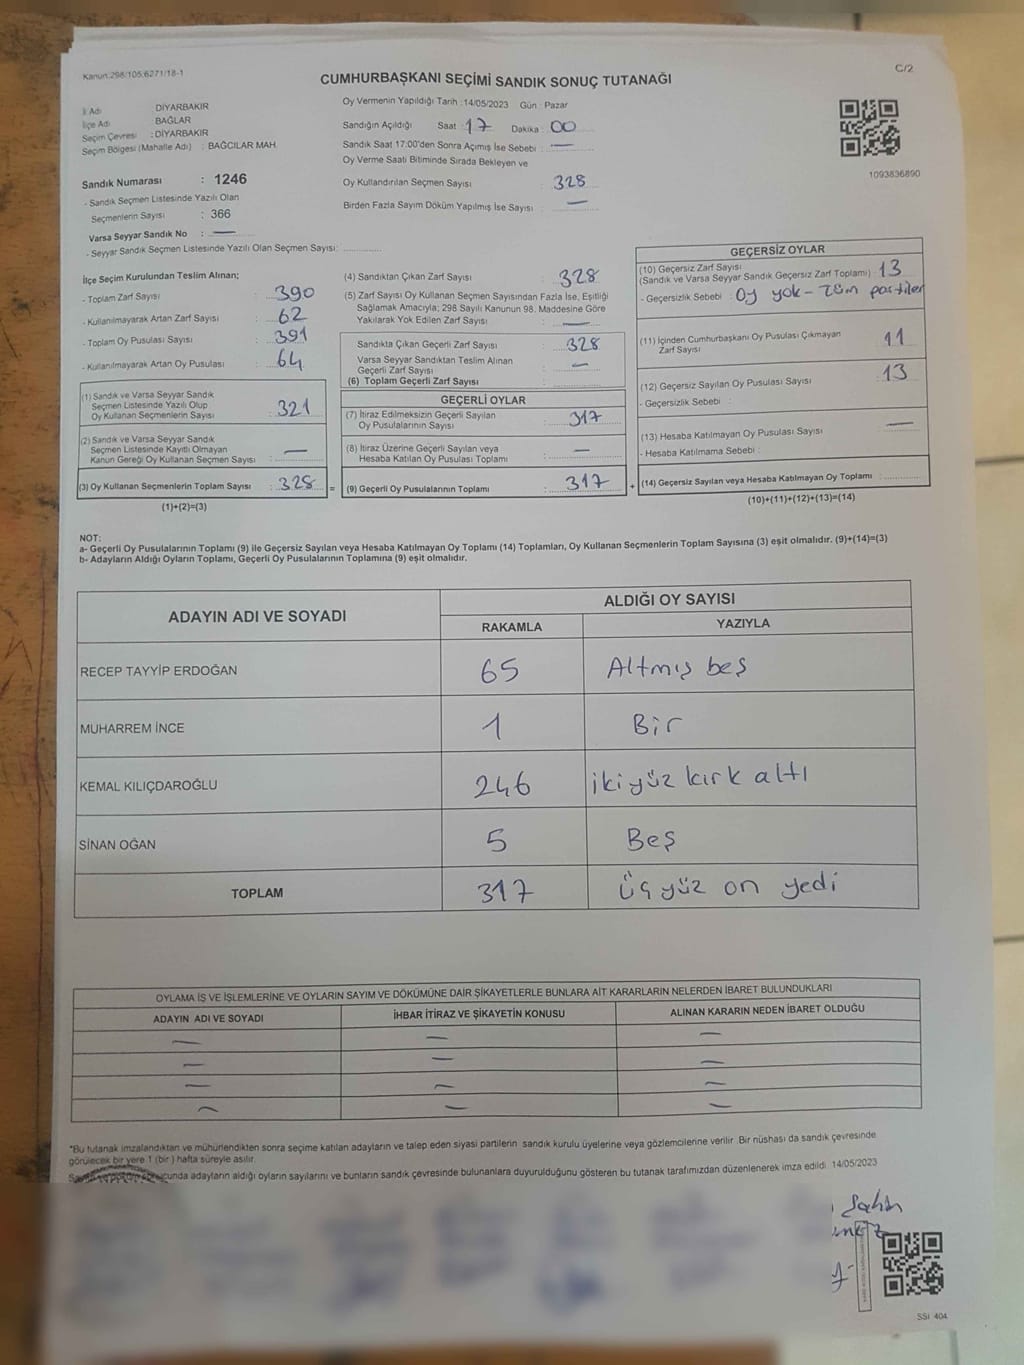 Kanun:298/105;6271/18-1
C/2
CUMHURBAŞKANI SEÇİMİ SANDIK SONUÇ TUTANAĞI
İl Adı DİYARBAKIR
İlçe Adı BAĞLAR
Seçim Çevresi : DİYARBAKIR
Seçim Bölgesi (Mahalle Adı) : BAĞCILAR MAH.
Sandık Numarası : 1246
- Sandık Seçmen Listesinde Yazılı Olan
Seçmenlerin Sayısı : 366
Varsa Seyyar Sandık No : —
- Seyyar Sandık Seçmen Listesinde Yazılı Olan Seçmen Sayısı:
Oy Vermenin Yapıldığı Tarih :14/05/2023 Gün : Pazar
Sandığın Açıldığı Saat : 17 Dakika : 00
Sandık Saat 17:00'den Sonra Açımış İse Sebebi : —
Oy Verme Saati Bitiminde Sırada Bekleyen ve
Oy Kullandırılan Seçmen Sayısı : 328
Birden Fazla Sayım Döküm Yapılmış İse Sayısı : —
1093836890
İlçe Seçim Kurulundan Teslim Alınan;
- Toplam Zarf Sayısı : 390
- Kullanılmayarak Artan Zarf Sayısı : 62
- Toplam Oy Pusulası Sayısı : 391
- Kullanılmayarak Artan Oy Pusulası : 64
(1) Sandık ve Varsa Seyyar Sandık
Seçmen Listesinde Yazılı Olup
Oy Kullanan Seçmenlerin Sayısı : 321
(2) Sandık ve Varsa Seyyar Sandık
Seçmen Listesinde Kayıtlı Olmayan
Kanun Gereği Oy Kullanan Seçmen Sayısı : —
(3) Oy Kullanan Seçmenlerin Toplam Sayısı : 328 =
(1)+(2)=(3)
(4) Sandıktan Çıkan Zarf Sayısı : 328
(5) Zarf Sayısı Oy Kullanan Seçmen Sayısından Fazla İse, Eşitliği
Sağlamak Amacıyla; 298 Sayılı Kanunun 98. Maddesine Göre
Yakılarak Yok Edilen Zarf Sayısı : —
Sandıkta Çıkan Geçerli Zarf Sayısı : 328
Varsa Seyyar Sandıktan Teslim Alınan
Geçerli Zarf Sayısı : —
(6) Toplam Geçerli Zarf Sayısı :
GEÇERLİ OYLAR
(7) İtiraz Edilmeksizin Geçerli Sayılan
Oy Pusulalarının Sayısı : 317
(8) İtiraz Üzerine Geçerli Sayılan veya
Hesaba Katılan Oy Pusulası Toplamı : —
(9) Geçerli Oy Pusulalarının Toplamı : 317 +
GEÇERSİZ OYLAR
(10) Geçersiz Zarf Sayısı
(Sandık ve Varsa Seyyar Sandık Geçersiz Zarf Toplamı) : 13
- Geçersizlik Sebebi : Oy yok - Tüm partiler
(11) İçinden Cumhurbaşkanı Oy Pusulası Çıkmayan
Zarf Sayısı : 11
(12) Geçersiz Sayılan Oy Pusulası Sayısı : 13
- Geçersizlik Sebebi :
(13) Hesaba Katılmayan Oy Pusulası Sayısı : —
- Hesaba Katılmama Sebebi :
(14) Geçersiz Sayılan veya Hesaba Katılmayan Oy Toplamı :
(10)+(11)+(12)+(13)=(14)
NOT:
a- Geçerli Oy Pusulalarının Toplamı (9) ile Geçersiz Sayılan veya Hesaba Katılmayan Oy Toplamı (14) Toplamları, Oy Kullanan Seçmenlerin Toplam Sayısına (3) eşit olmalıdır. (9)+(14)=(3)
b- Adayların Aldığı Oyların Toplamı, Geçerli Oy Pusulalarının Toplamına (9) eşit olmalıdır.
ADAYIN ADI VE SOYADI
ALDIĞI OY SAYISI
RAKAMLA YAZIYLA
RECEP TAYYİP ERDOĞAN 65 Altmış beş
MUHARREM İNCE 1 Bir
KEMAL KILIÇDAROĞLU 246 ikiyüz kırk altı
SİNAN OĞAN 5 Beş
TOPLAM 317 Üçyüz on yedi
OYLAMA İŞ VE İŞLEMLERİNE VE OYLARIN SAYIM VE DÖKÜMÜNE DAİR ŞİKAYETLERLE BUNLARA AİT KARARLARIN NELERDEN İBARET BULUNDUKLARI
ADAYIN ADI VE SOYADI İHBAR İTİRAZ VE ŞİKAYETİN KONUSU ALINAN KARARIN NEDEN İBARET OLDUĞU
— — —
— — —
— — —
— — —
*Bu tutanak imzalandıktan ve mühürlendikten sonra seçime katılan adayların ve talep eden siyasi partilerin sandık kurulu üyelerine veya gözlemcilerine verilir .Bir nüshası da sandık çevresinde
görülecek bir yere 1 (bir ) hafta süreyle asılır.
adayların aldığı oyların sayılarını ve bunların sandık çevresinde bulunanlara duyurulduğunu gösteren bu tutanak tarafımızdan düzenlenerek imza edildi. 14/05/2023
Şahin
SSI 404